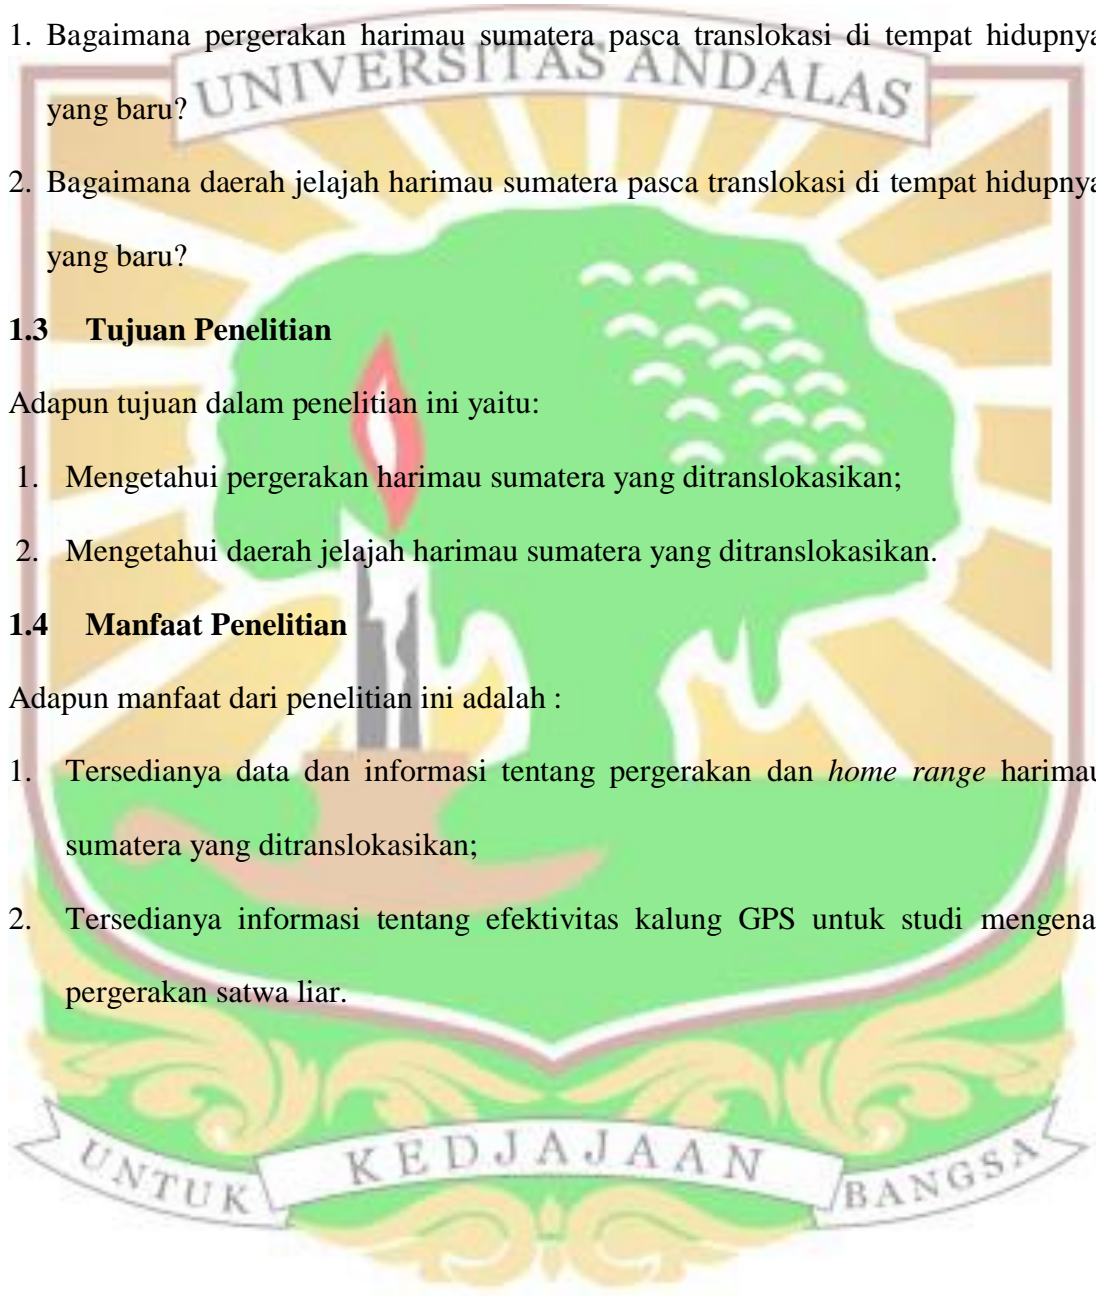 1. Bagaimana pergerakan harimau sumatera pasca translokasi di tempat hidupnya
UNIVERSITAS ANDALAS
yang baru?
2. Bagaimana daerah jelajah harimau sumatera pasca translokasi di tempat hidupnya
yang baru?
1.3 Tujuan Penelitian
Adapun tujuan dalam penelitian ini yaitu:
1. Mengetahui pergerakan harimau sumatera yang ditranslokasikan;
2. Mengetahui daerah jelajah harimau sumatera yang ditranslokasikan.
1.4 Manfaat Penelitian
Adapun manfaat dari penelitian ini adalah :
1. Tersedianya data dan informasi tentang pergerakan dan home range harimau
sumatera yang ditranslokasikan;
2. Tersedianya informasi tentang efektivitas kalung GPS untuk studi mengena
pergerakan satwa liar.
UNTUK KEDJAJAAN BANGSA